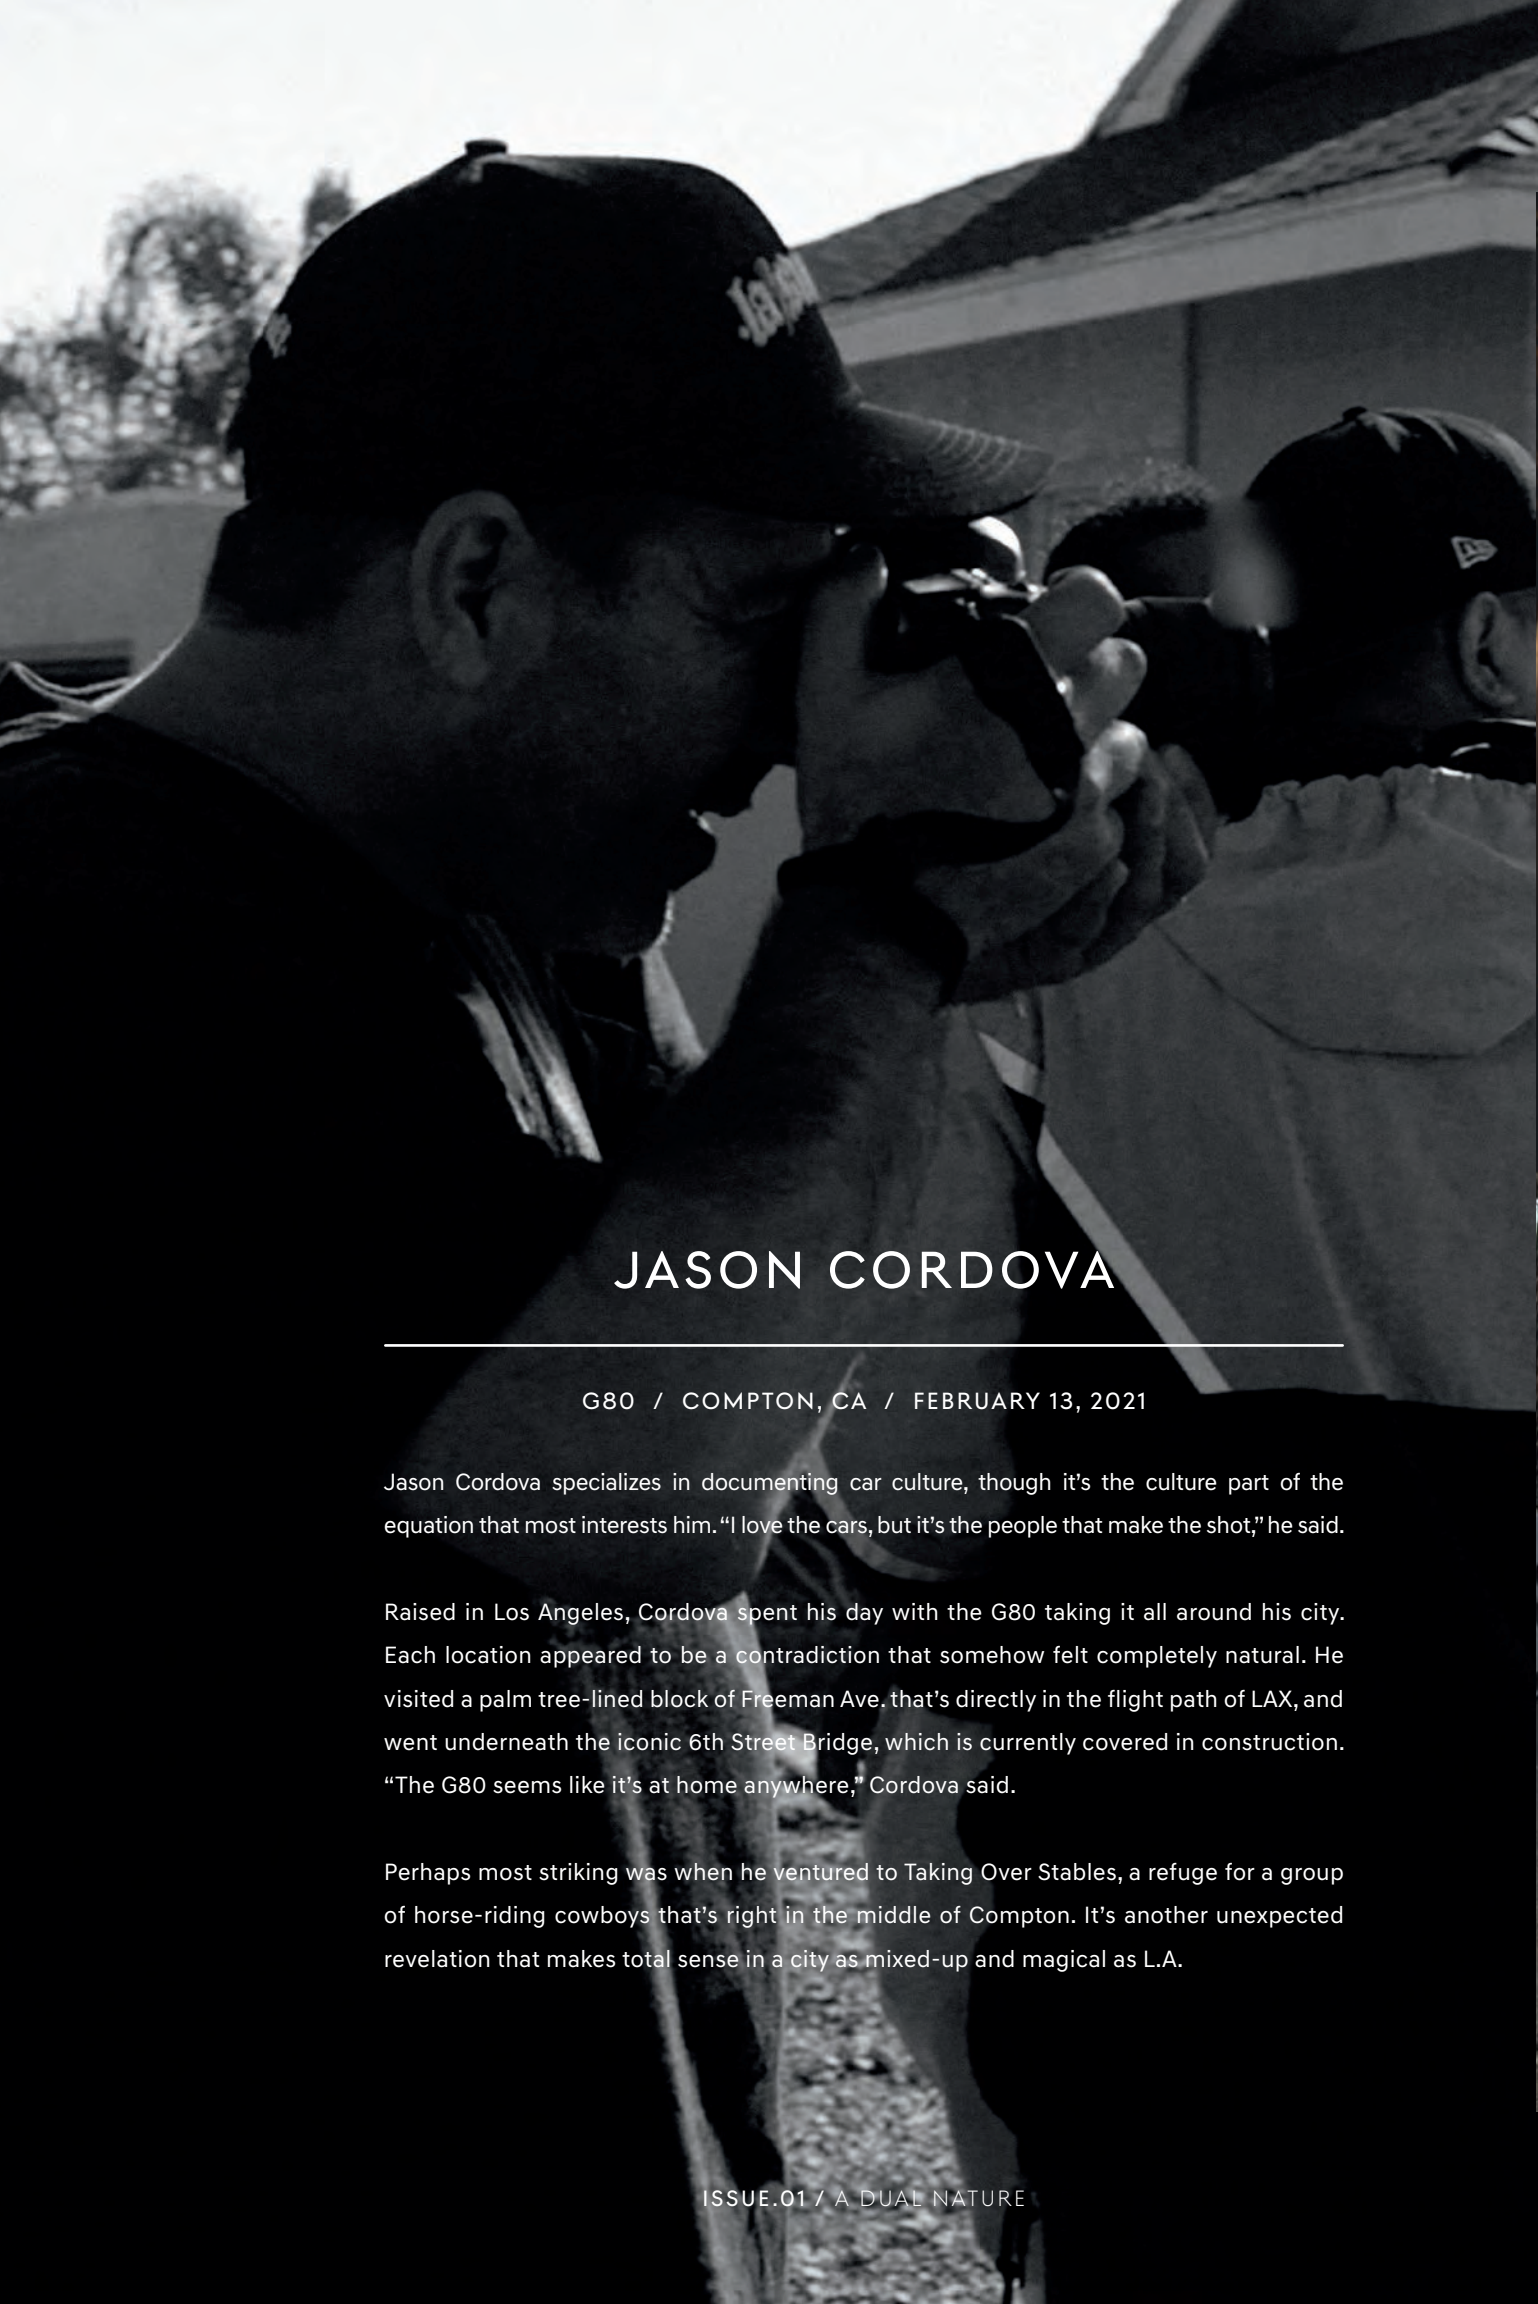 JASON CORDOVA
G80 / COMPTON, CA / FEBRUARY 13, 2021
Jason Cordova specializes in documenting car culture, though it’s the culture part of the
equation that most interests him. “I love the cars, but it’s the people that make the shot,” he said.
Raised in Los Angeles, Cordova spent his day with the G80 taking it all around his city.
Each location appeared to be a contradiction that somehow felt completely natural. He
visited a palm tree-lined block of Freeman Ave. that’s directly in the flight path of LAX, and
went underneath the iconic 6th Street Bridge, which is currently covered in construction.
“The G80 seems like it’s at home anywhere,” Cordova said.
Perhaps most striking was when he ventured to Taking Over Stables, a refuge for a group
of horse-riding cowboys that’s right in the middle of Compton. It’s another unexpected
revelation that makes total sense in a city as mixed-up and magical as L.A.
ISSUE.01 / A DUAL NATURE